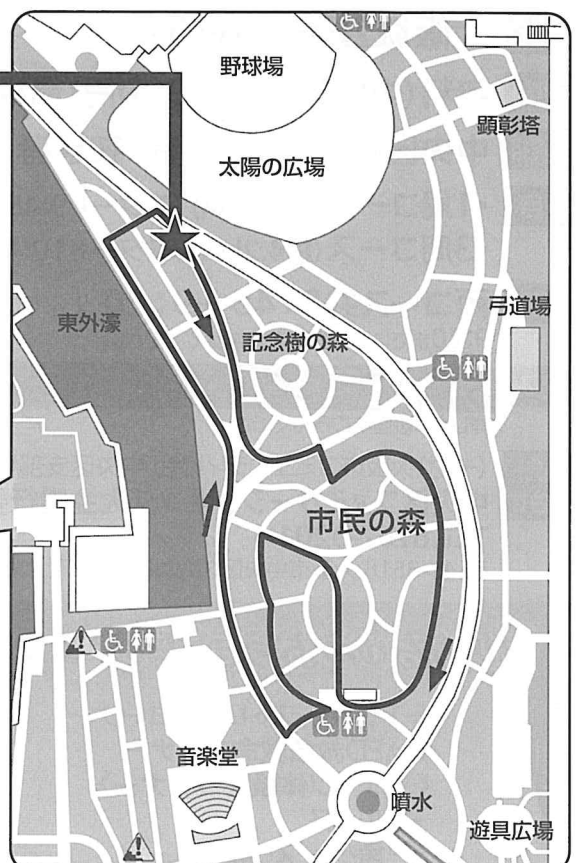 野球場
顕彰塔
太陽の広場
弓道場
東外濠
記念樹の森
市民の森
音楽堂
噴水
遊具広場